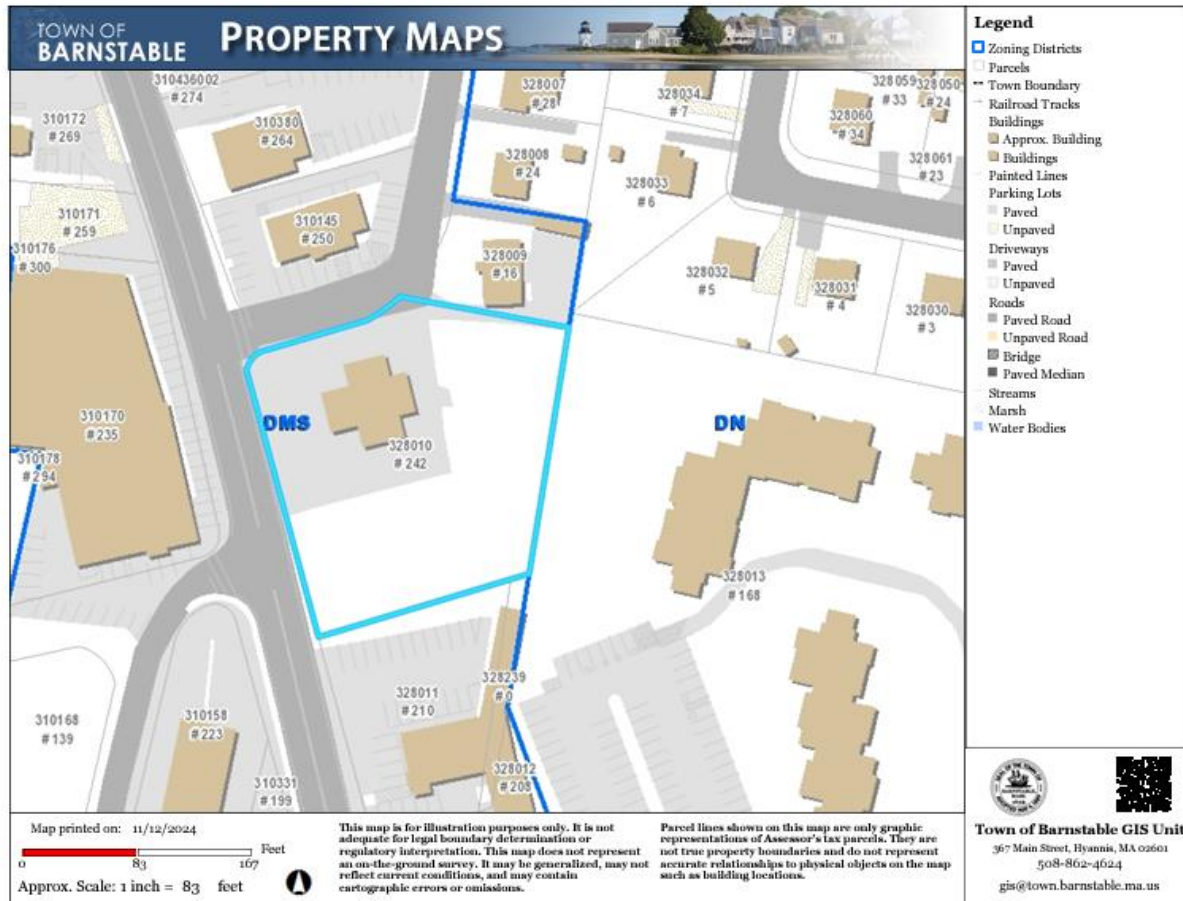 TOWN OF
BARNSTABLE
PROPERTY MAPS
310436002
# 274
310172
# 269
310380
# 264
328007
# 28
328034
# 7
328059
# 33
328050
# 24
328060
# 34
328008
# 24
328061
# 23
328033
# 6
310171
# 259
310145
# 250
310176
# 300
328009
# 16
328032
# 5
328031
# 4
328030
# 3
310170
# 235
DMS
DN
328010
# 242
310178
# 294
328013
# 168
328239
# 0
328011
# 210
310168
# 139
310158
# 223
328012
# 208
310331
# 199
Legend
Zoning Districts
Parcels
Town Boundary
Railroad Tracks
Buildings
Approx. Building
Buildings
Painted Lines
Parking Lots
Paved
Unpaved
Driveways
Paved
Unpaved
Roads
Paved Road
Unpaved Road
Bridge
Paved Median
Streams
Marsh
Water Bodies
Map printed on: 11/12/2024
Feet
0 83 167
Approx. Scale: 1 inch = 83 feet
This map is for illustration purposes only. It is not
adequate for legal boundary determination or
regulatory interpretation. This map does not represent
an on-the-ground survey. It may be generalized, may not
reflect current conditions, and may contain
cartographic errors or omissions.
Parcel lines shown on this map are only graphic
representations of Assessor's tax parcels. They are
not true property boundaries and do not represent
accurate relationships to physical objects on the map
such as building locations.
Town of Barnstable GIS Unit
367 Main Street, Hyannis, MA 02601
508-862-4624
gis@town.barnstable.ma.us